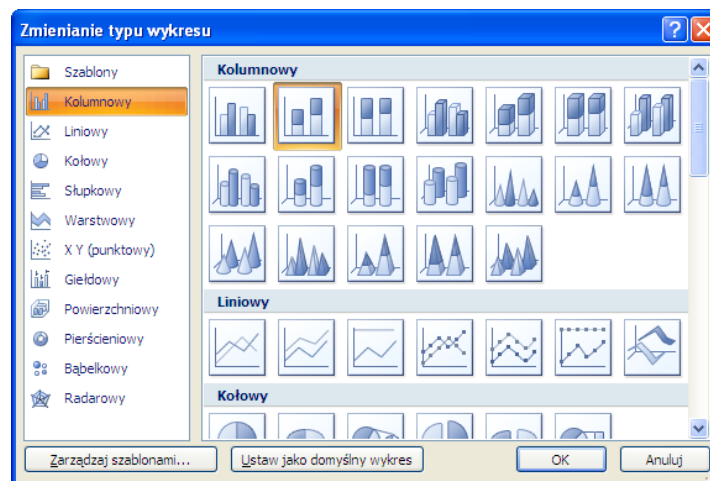 Zmienianie typu wykresu
Szablony
Kolumnowy
Liniowy
Kołowy
Słupkowy
Warstwowy
X Y (punktowy)
Giełdowy
Powierzchniowy
Pierścieniowy
Bąbelkowy
Radarowy
Kolumnowy
Liniowy
Kołowy
Zarządzaj szablonami...
Ustaw jako domyślny wykres
OK
Anuluj